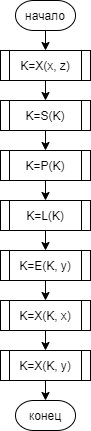 начало
K=X(x, z)
K=S(K)
K=P(K)
K=L(K)
K=E(K, y)
K=X(K, x)
K=X(K, y)
конец